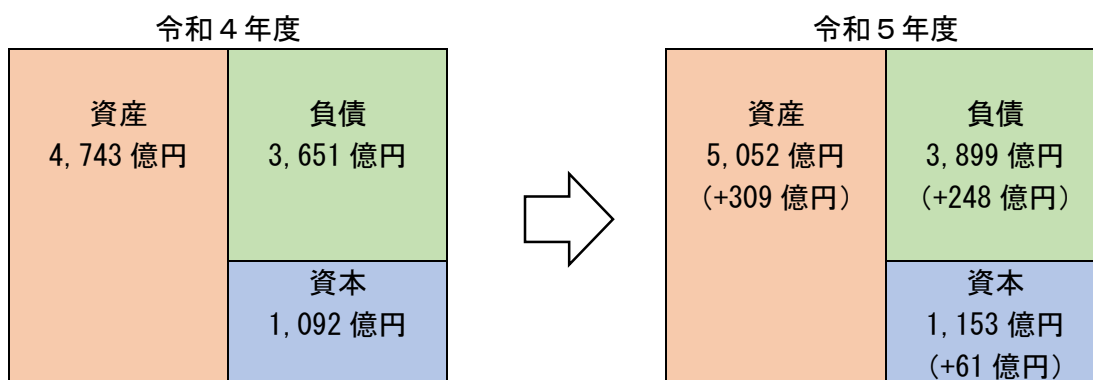 令和４年度
資産
4,743 億円
負債
3,651 億円
資本
1,092 億円
令和５年度
資産
5,052 億円
（+309 億円）
負債
3,899 億円
（+248 億円）
資本
1,153 億円
（+61 億円）